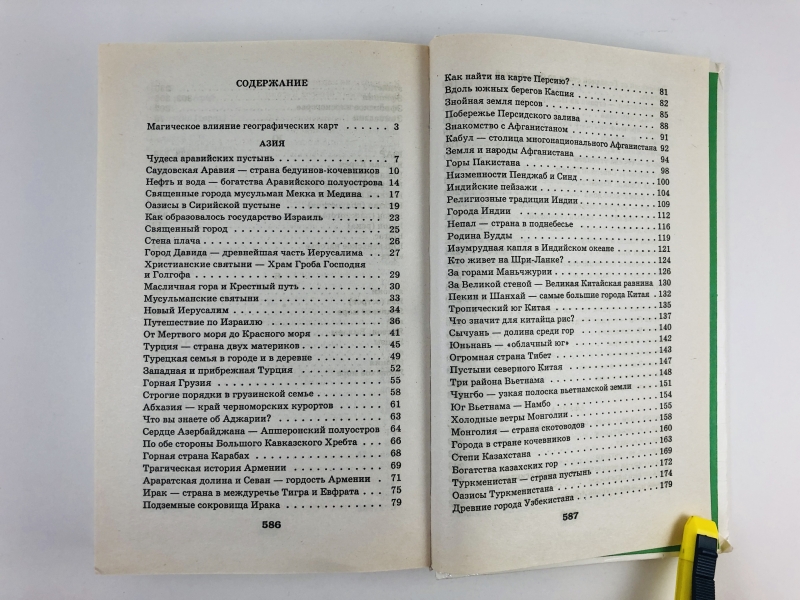 СОДЕРЖАНИЕ
Магическое влияние географических карт . . . . . . 3
АЗИЯ
Чудеса аравийских пустынь . . . . . . . . . . . . 7
Саудовская Аравия — страна бедуинов-кочевников 10
Нефть и вода — богатства Аравийского полуострова 14
Священные города мусульман Мекка и Медина . . 17
Оазисы в Сирийской пустыне . . . . . . . . . . . 19
Как образовалось государство Израиль . . . . . . 23
Священный город . . . . . . . . . . . . . . . . 25
Стена плача . . . . . . . . . . . . . . . . . . 26
Город Давида — древнейшая часть Иерусалима . . 27
Христианские святыни — Храм Гроба Господня
и Голгофа . . . . . . . . . . . . . . . . . . . 29
Масличная гора и Крестный путь . . . . . . . . . 30
Мусульманские святыни . . . . . . . . . . . . . 33
Новый Иерусалим . . . . . . . . . . . . . . . . 34
Путешествие по Израилю . . . . . . . . . . . . . 36
От Мертвого моря до Красного моря . . . . . . . 41
Турция — страна двух материков . . . . . . . . . 45
Турецкая семья в городе и в деревне . . . . . . . 49
Западная и прибрежная Турция . . . . . . . . . . 52
Горная Грузия . . . . . . . . . . . . . . . . . 55
Строгие порядки в грузинской семье . . . . . . . 58
Абхазия — край черноморских курортов . . . . . 61
Что вы знаете об Аджарии? . . . . . . . . . . . 63
Сердце Азербайджана — Апшеронский полуостров 64
По обе стороны Большого Кавказского Хребта . . 66
Горная страна Карабах . . . . . . . . . . . . . 68
Трагическая история Армении . . . . . . . . . . 69
Араратская долина и Севан — гордость Армении . 71
Ирак — страна в междуречье Тигра и Евфрата . . . 75
Подземные сокровища Ирака . . . . . . . . . . . 79
586
Как найти на карте Персию? . . . . . . . . . . 81
Вдоль южных берегов Каспия . . . . . . . . . . 82
Знойная земля персов . . . . . . . . . . . . . 85
Побережье Персидского залива . . . . . . . . . 88
Знакомство с Афганистаном . . . . . . . . . . 91
Кабул — столица многонационального Афганистана 92
Земля и народы Афганистана . . . . . . . . . . 94
Горы Пакистана . . . . . . . . . . . . . . . . 98
Низменности Пенджаб и Синд . . . . . . . . . . 100
Индийские пейзажи . . . . . . . . . . . . . . 104
Религиозные традиции Индии . . . . . . . . . . 109
Города Индии . . . . . . . . . . . . . . . . . 112
Непал — страна в поднебесье . . . . . . . . . . 116
Родина Будды . . . . . . . . . . . . . . . . . 119
Изумрудная капля в Индийском океане . . . . . . 121
Кто живет на Шри-Ланке? . . . . . . . . . . . . 124
За горами Маньчжурии . . . . . . . . . . . . . 126
За Великой Стеной — Великая Китайская равнина 130
Пекин и Шанхай — самые большие города Китая . 132
Тропический юг Китая . . . . . . . . . . . . . 135
Что значит для китайца рис? . . . . . . . . . . 137
Сычуань — долина среди гор . . . . . . . . . . 140
Юньнань — «облачный юг» . . . . . . . . . . . 142
Огромная страна Тибет . . . . . . . . . . . . . 143
Пустыни северного Китая . . . . . . . . . . . . 147
Три района Вьетнама . . . . . . . . . . . . . . 148
Чунгбо — узкая полоска вьетнамской земли . . . 151
Юг Вьетнама — Намбо . . . . . . . . . . . . . . 154
Холодные ветры Монголии . . . . . . . . . . . . 155
Монголия — страна скотоводов . . . . . . . . . 158
Города в стране кочевников . . . . . . . . . . 160
Степи Казахстана . . . . . . . . . . . . . . . 163
Богатства казахских гор . . . . . . . . . . . . 169
Туркменистан — страна пустынь . . . . . . . . . 172
Оазисы Туркменистана . . . . . . . . . . . . . 174
Древние города Узбекистана . . . . . . . . . . 179
587